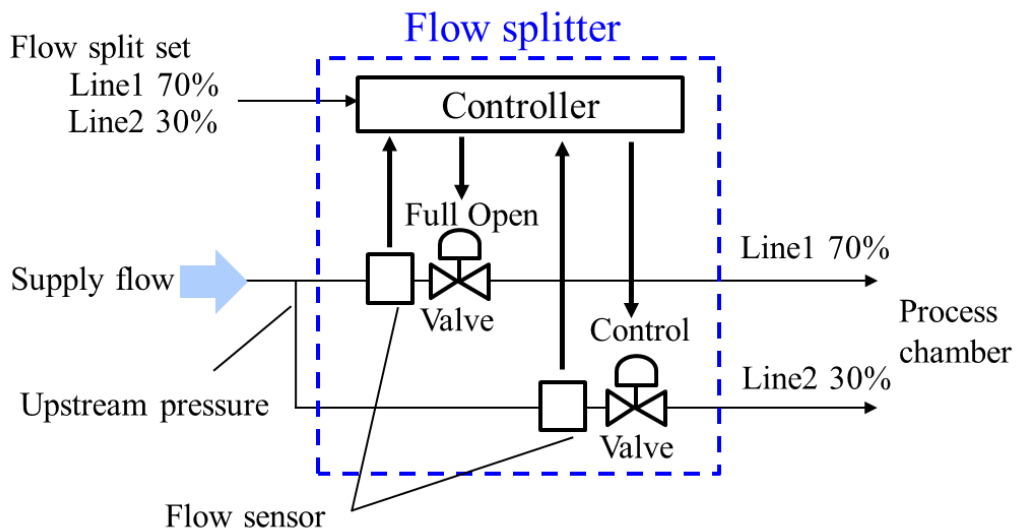 Flow splitter
Flow split set
Line1 70%
Line2 30%
Controller
Full Open
Line1 70%
Supply flow
Valve
Control
Process
chamber
Line2 30%
Upstream pressure
Valve
Flow sensor